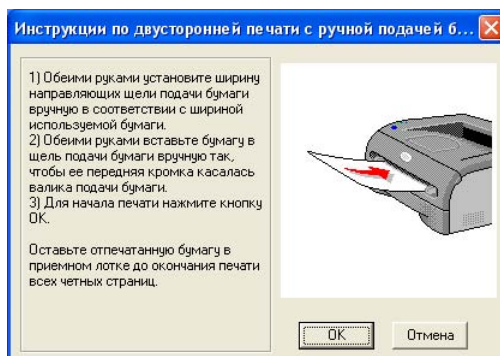 Инструкции по двусторонней печати с ручной подачей б...
1) Обеими руками установите ширину
направляющих щели подачи бумаги
вручную в соответствии с шириной
используемой бумаги.
2) Обеими руками вставьте бумагу в
щель подачи бумаги вручную так,
чтобы ее передняя кромка касалась
валика подачи бумаги.
3) Для начала печати нажмите кнопку
OK.
Оставьте отпечатанную бумагу в
приемном лотке до окончания печати
всех четных страниц.
OK
Отмена